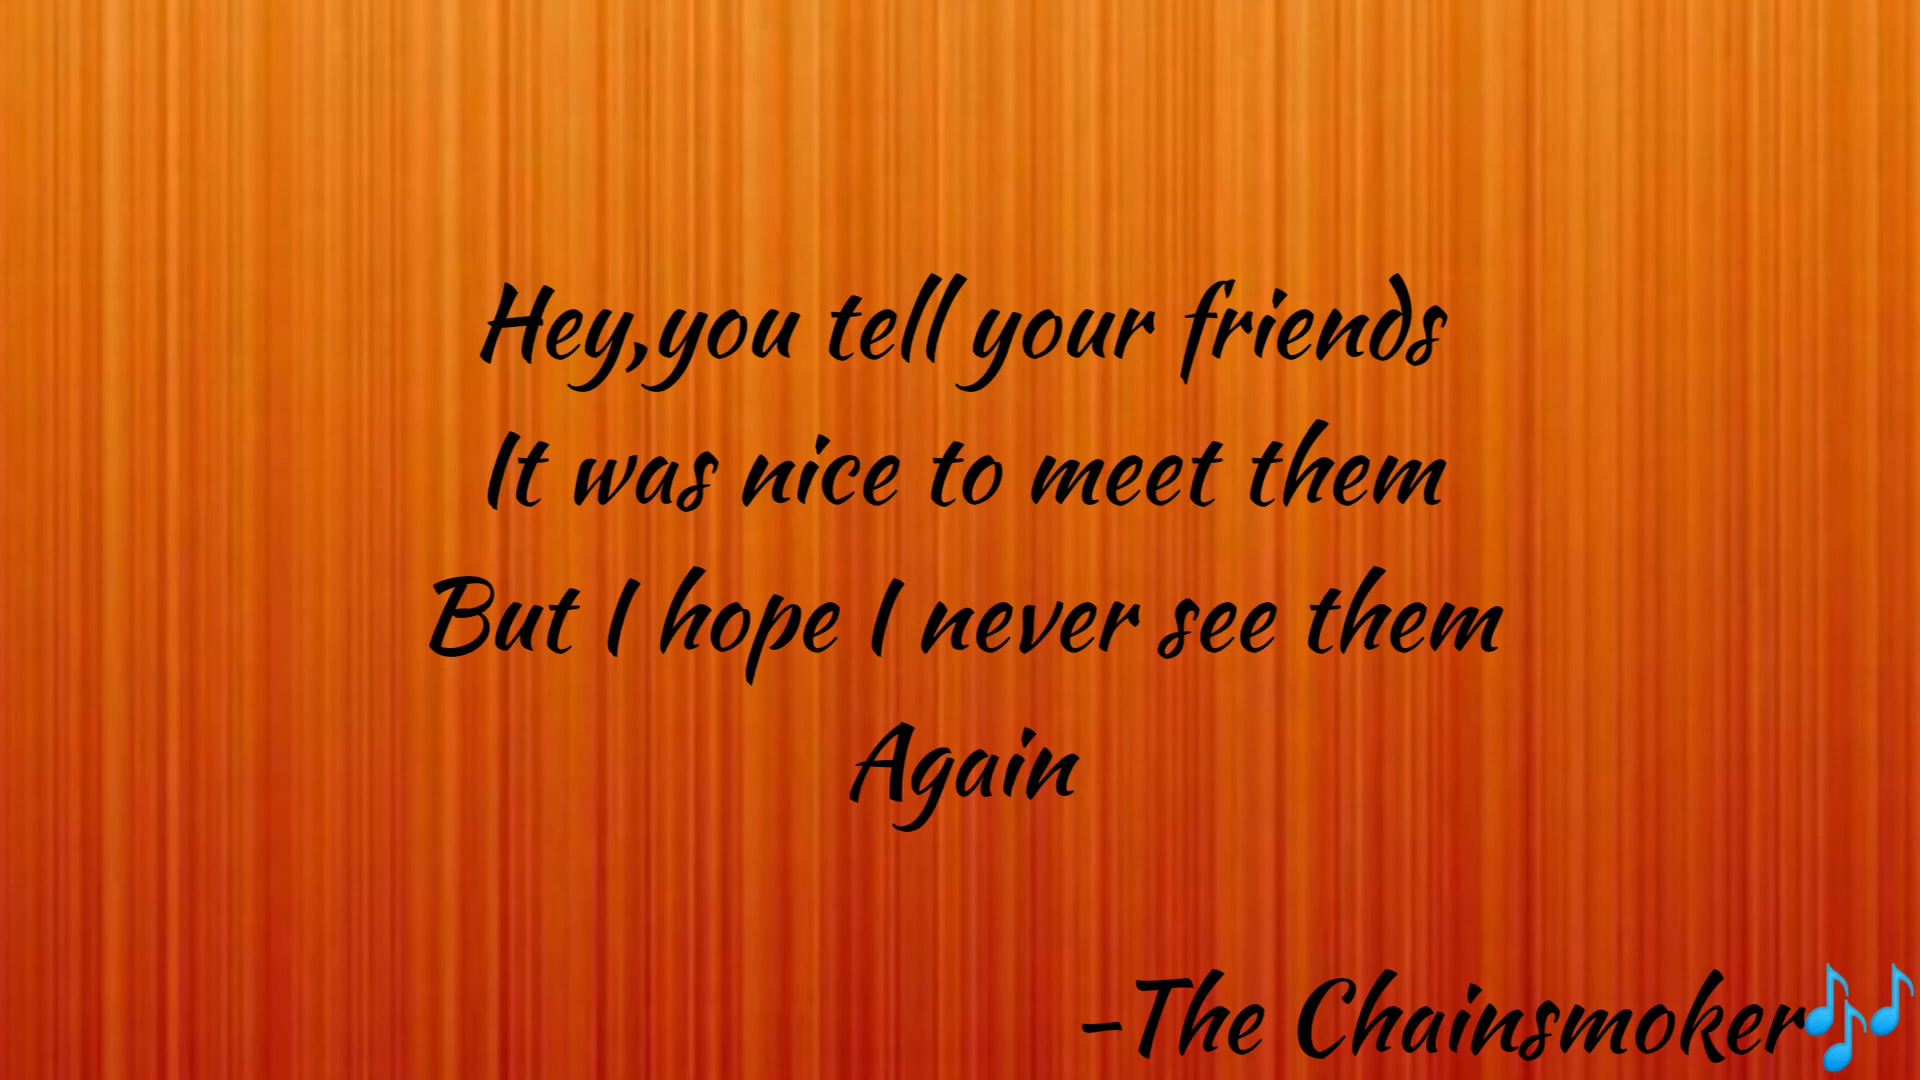 Hey,you tell your friends
It was nice to meet them
But I hope I never see them
Again
-The Chainsmoker🎶